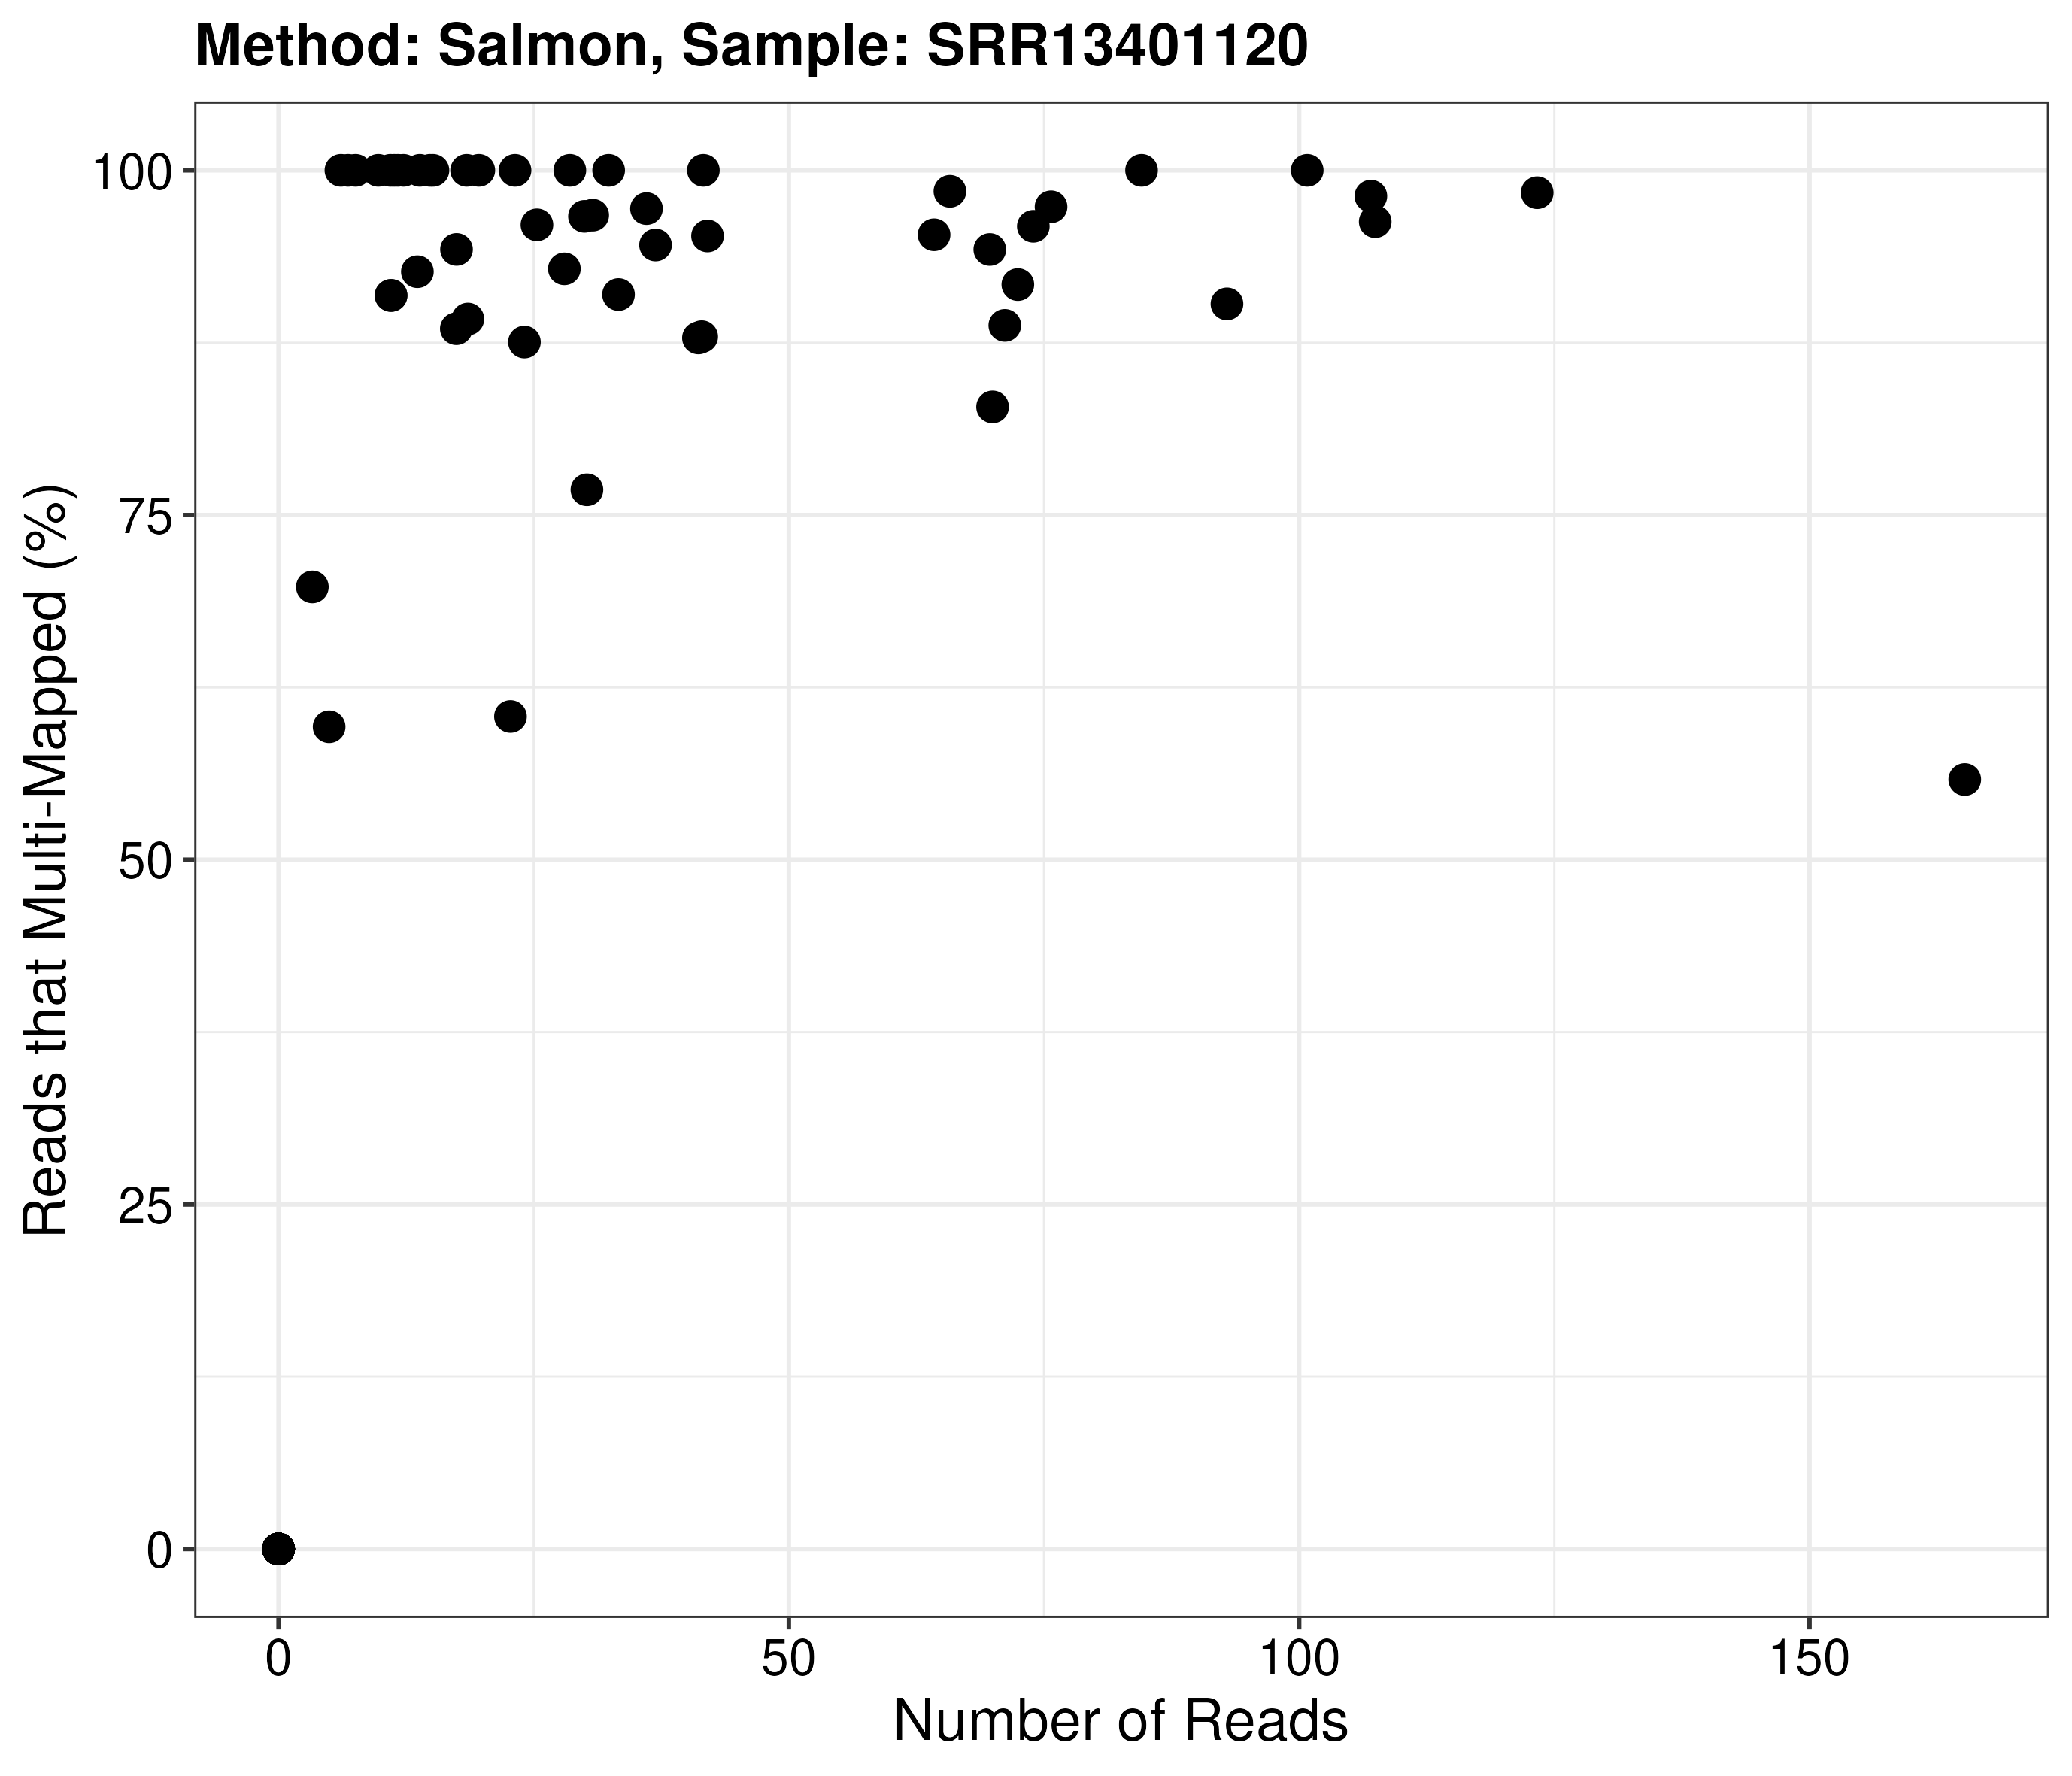 Method: Salmon, Sample: SRR13401120
Reads that Multi-Mapped (%)
100
75
50
25
0
0 50 100 150
Number of Reads